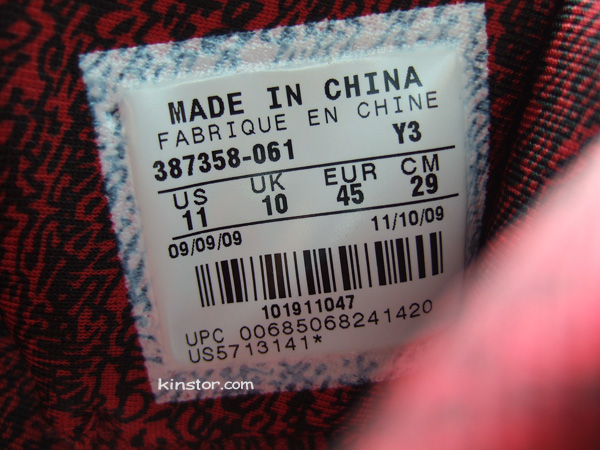 MADE IN CHINA
FABRIQUE EN CHINE
387358-061 Y3
US UK EUR CM
11 10 45 29
09/09/09 11/10/09
101911047
UPC 00685068241420
US5713141*
kinstor.com